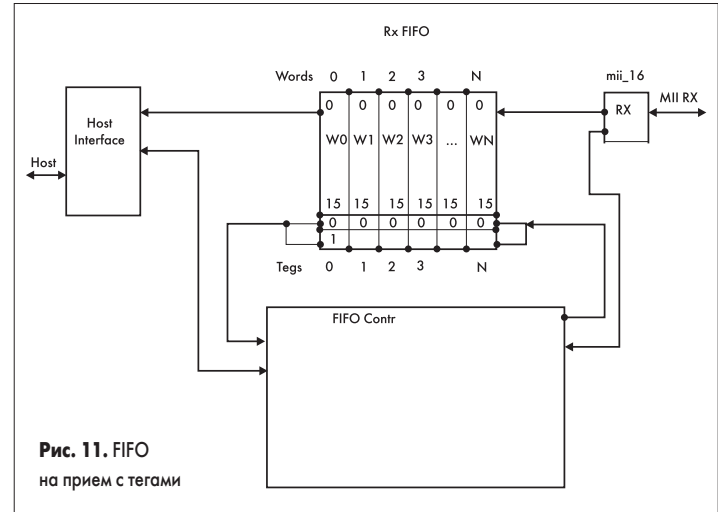 Rx FIFO
Words 0 1 2 3 N
mii_16
0 0 0 0 0 0
RX
MII RX
Host
Interface
W0 W1 W2 W3 ... WN
Host
15 15 15 15 15 15
0 0 0 0 0 0
1
Tegs 0 1 2 3 N
FIFO Contr
Рис. 11. FIFO
на прием с тегами